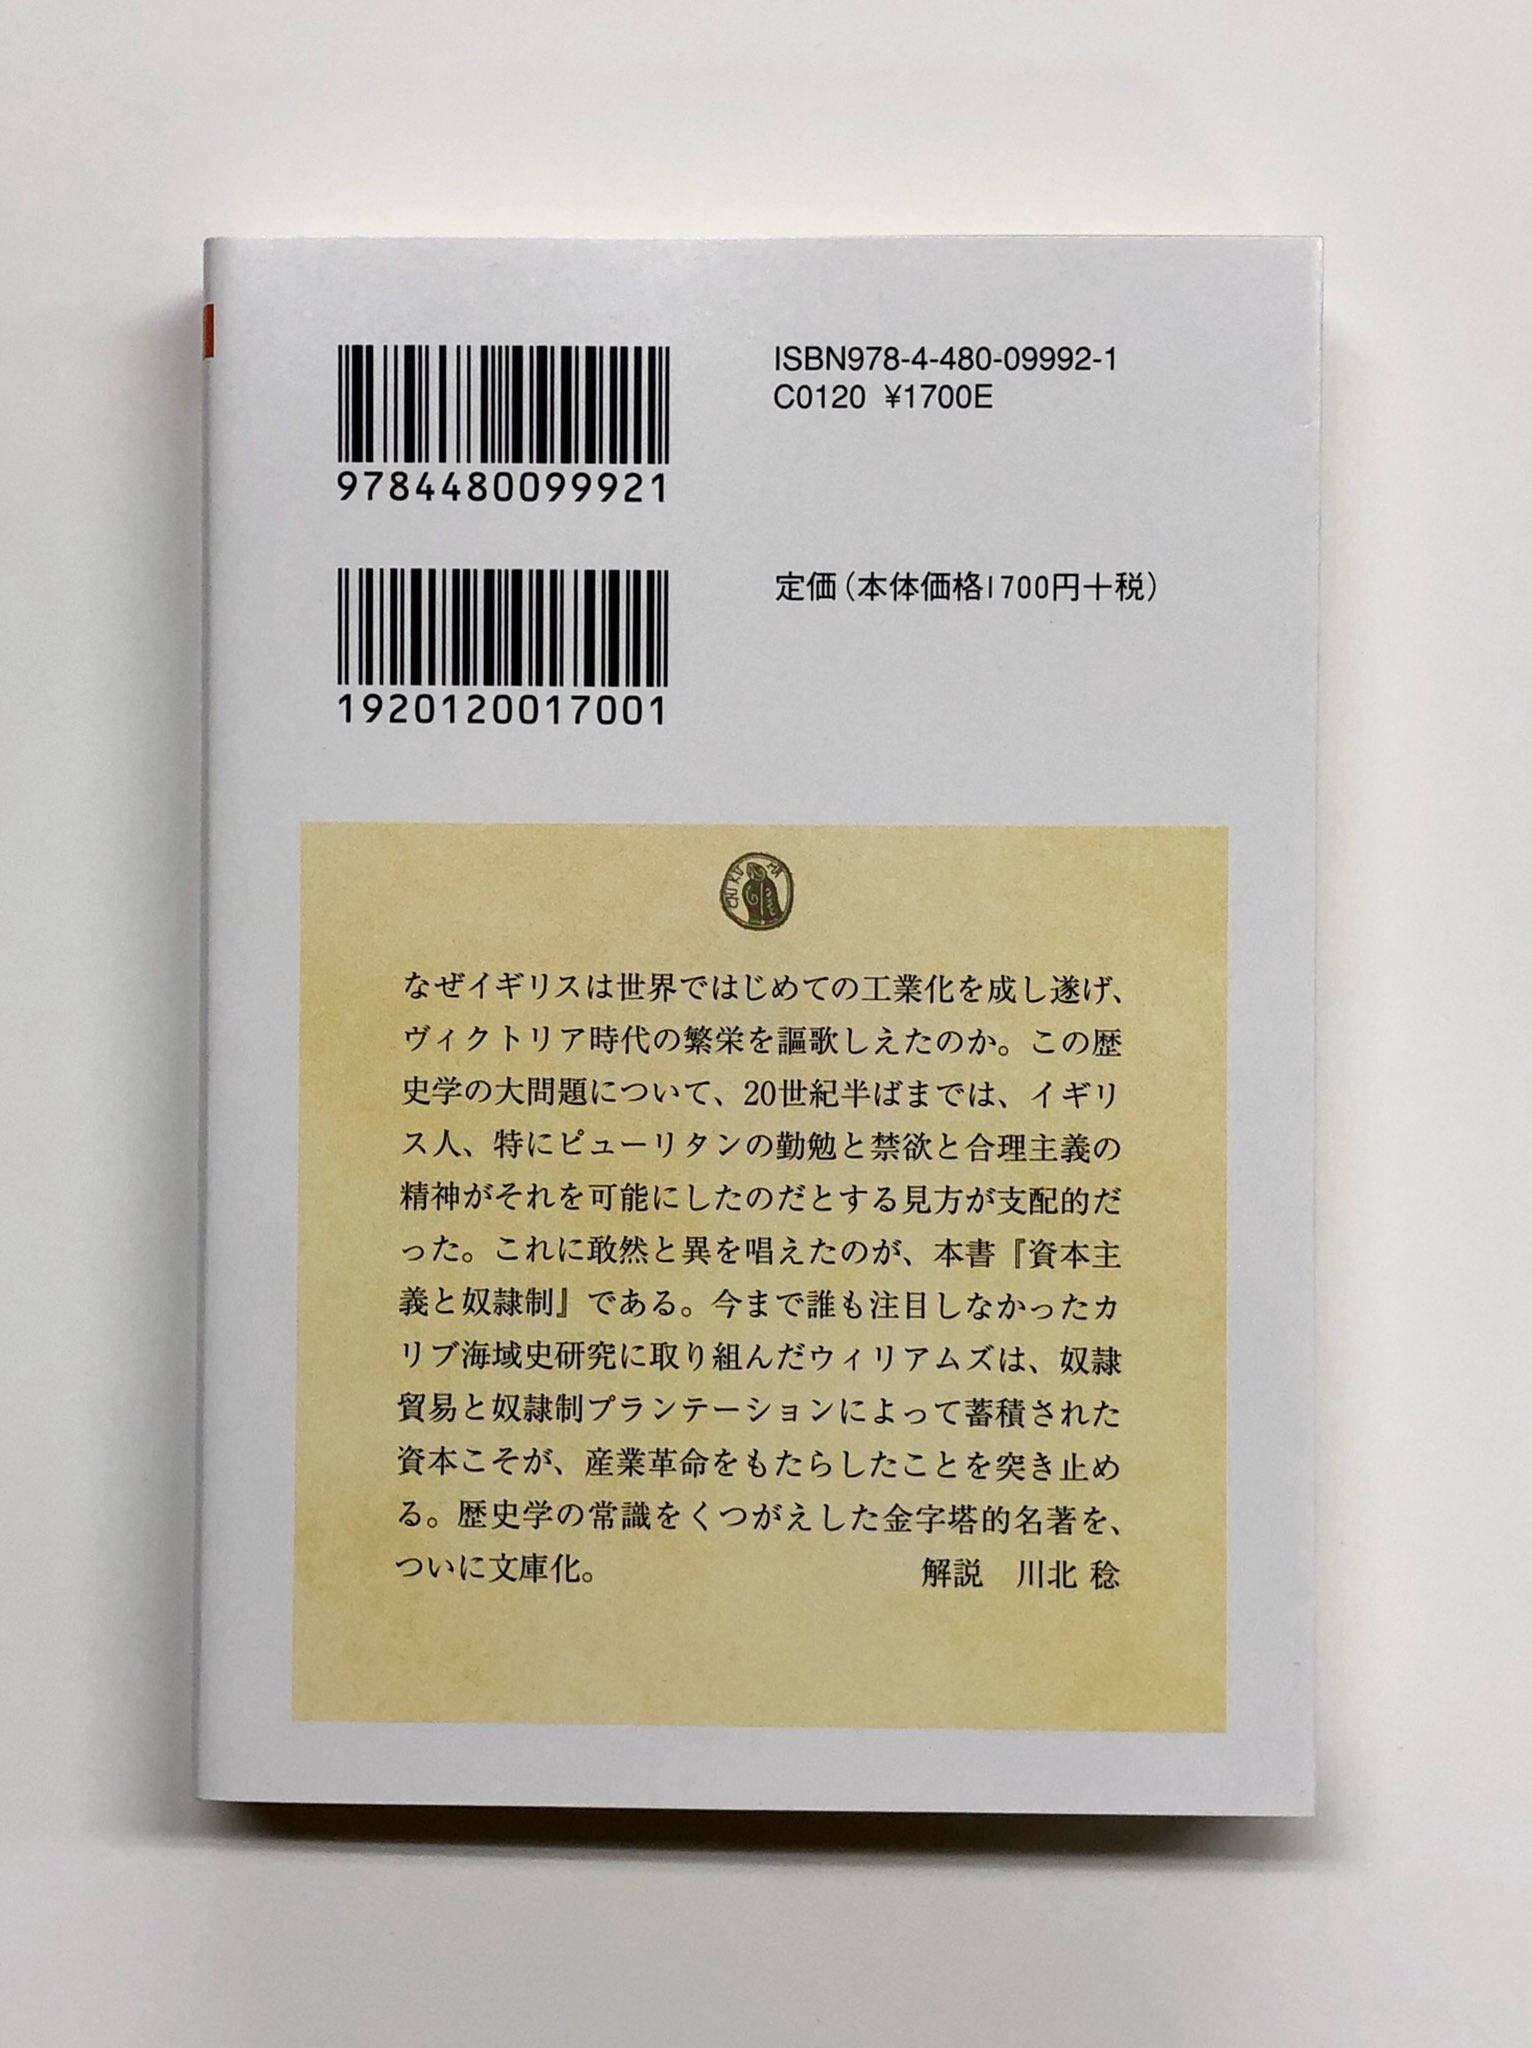 ISBN978-4-480-09992-1
C0120 ¥1700E
9784480099921
定価(本体価格1700円+税)
1920120017001
CHIKUMA
なぜイギリスは世界ではじめての工業化を成し遂げ、
ヴィクトリア時代の繁栄を謳歌しえたのか。この歴
史学の大問題について、20世紀半ばまでは、イギリ
ス人、特にピューリタンの勤勉と禁欲と合理主義の
精神がそれを可能にしたのだとする見方が支配的だ
った。これに敢然と異を唱えたのが、本書『資本主
義と奴隷制』である。今まで誰も注目しなかったカ
リブ海域史研究に取り組んだウィリアムズは、奴隷
貿易と奴隷制プランテーションによって蓄積された
資本こそが、産業革命をもたらしたことを突き止め
る。歴史学の常識をくつがえした金字塔的名著を、
ついに文庫化。 解説 川北 稔